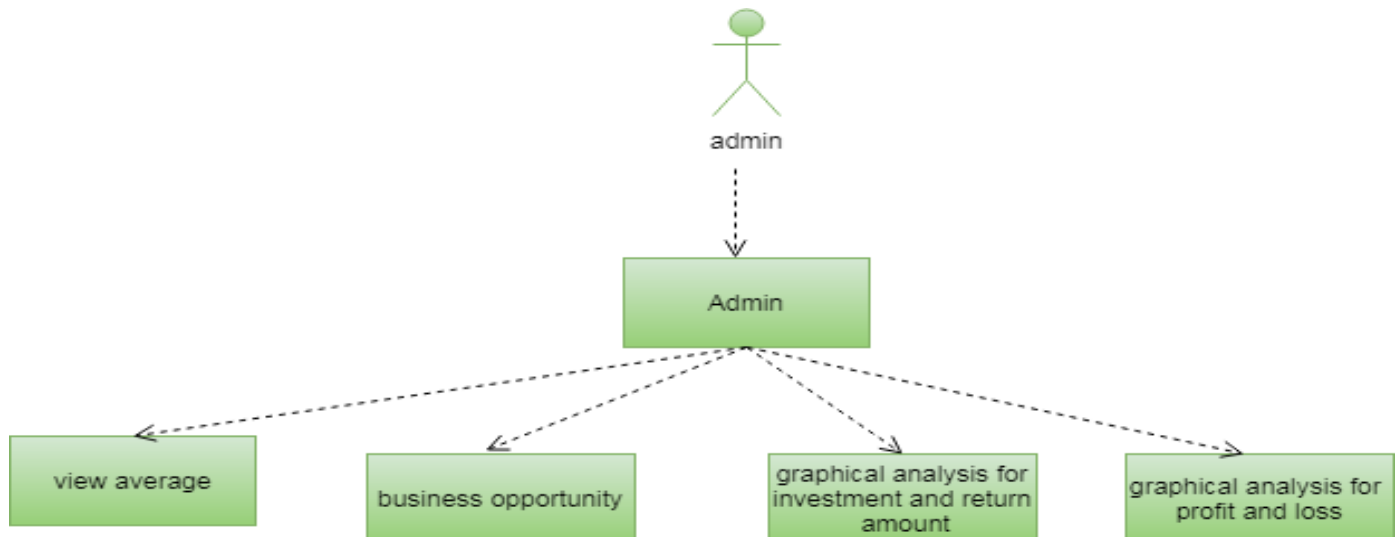 admin
Admin
view average
business opportunity
graphical analysis for
investment and return
amount
graphical analysis for
profit and loss